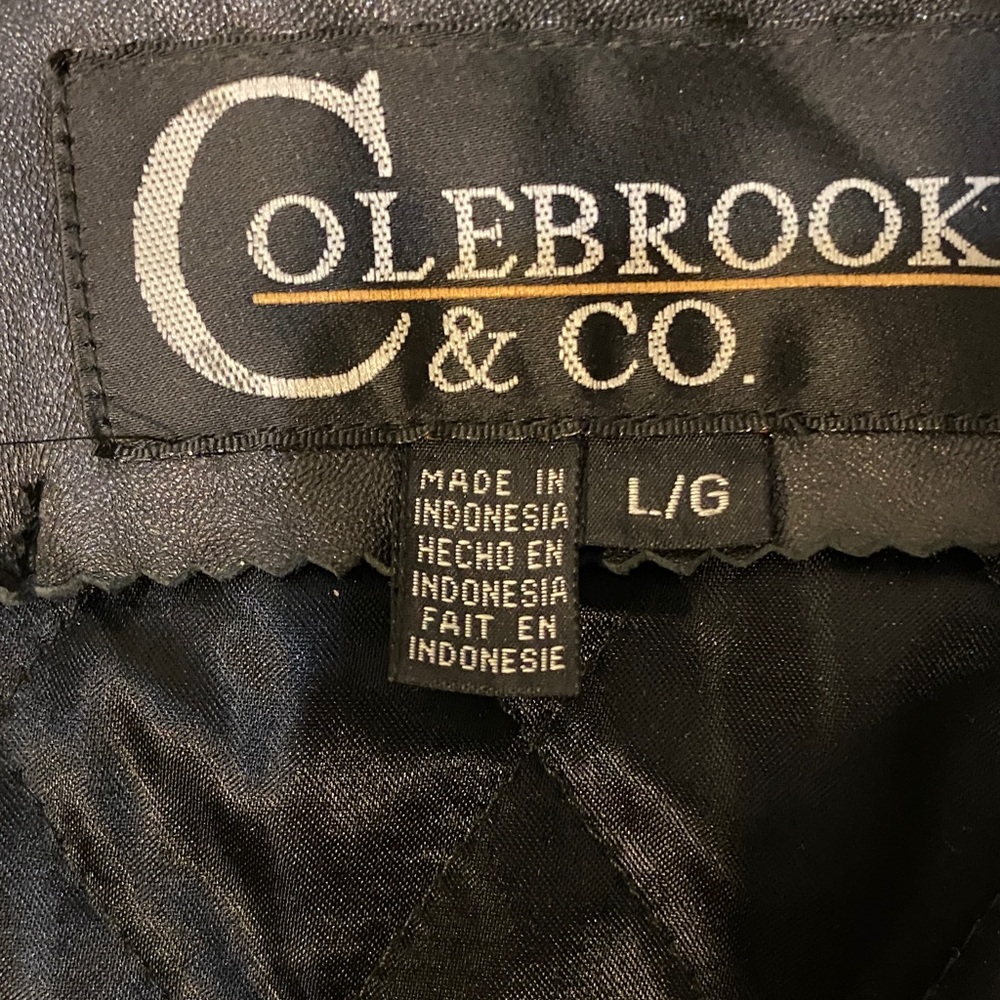 COLEBROOK
& CO.
MADE IN
INDONESIA
HECHO EN
INDONESIA
FAIT EN
INDONESIE
L/G